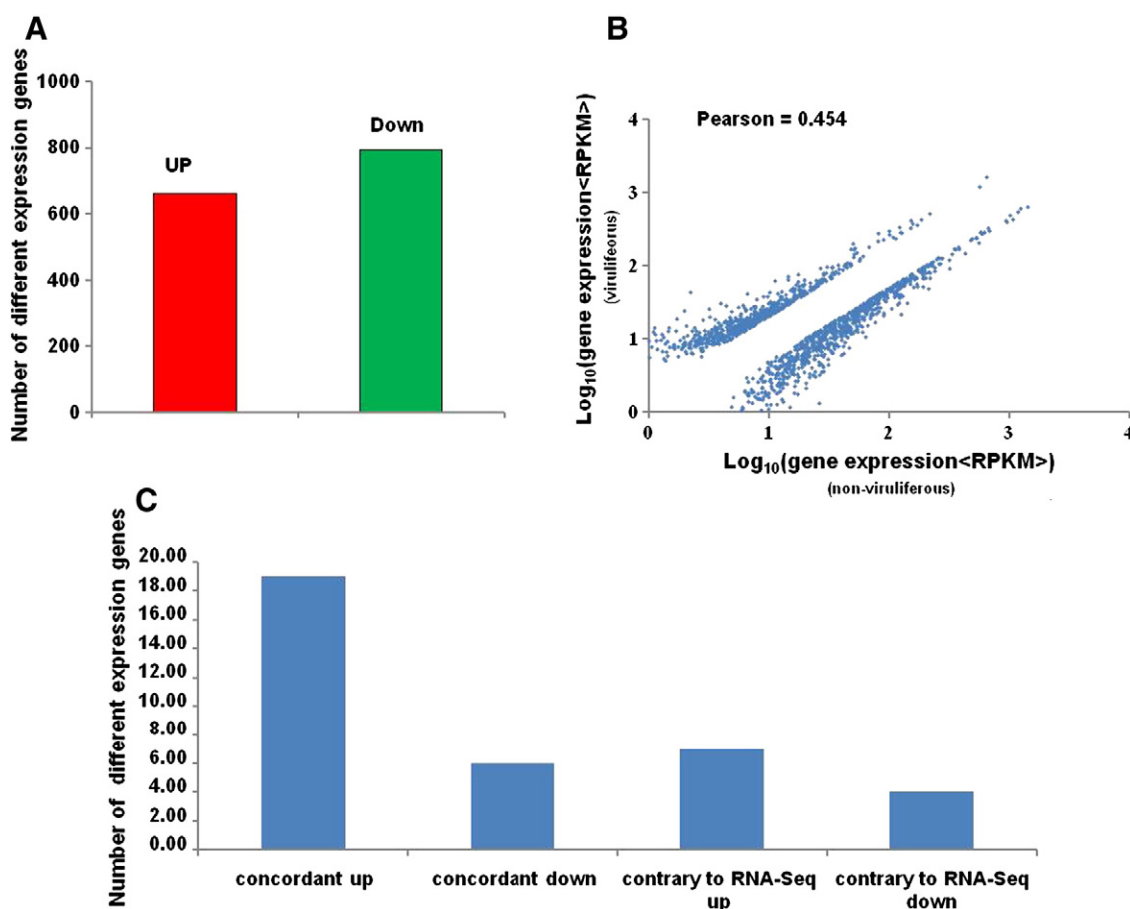 A
Number of different expression genes
1000
800
600
400
200
0
UP
Down
B
Log10(gene expression<RPKM>)
(virulifeorus)
Pearson = 0.454
4
3
2
1
0
0 1 2 3 4
Log10(gene expression<RPKM>)
(non-viruliferous)
C
Number of different expression genes
20.00
18.00
16.00
14.00
12.00
10.00
8.00
6.00
4.00
2.00
0.00
concordant up concordant down contrary to RNA-Seq contrary to RNA-Seq
up down